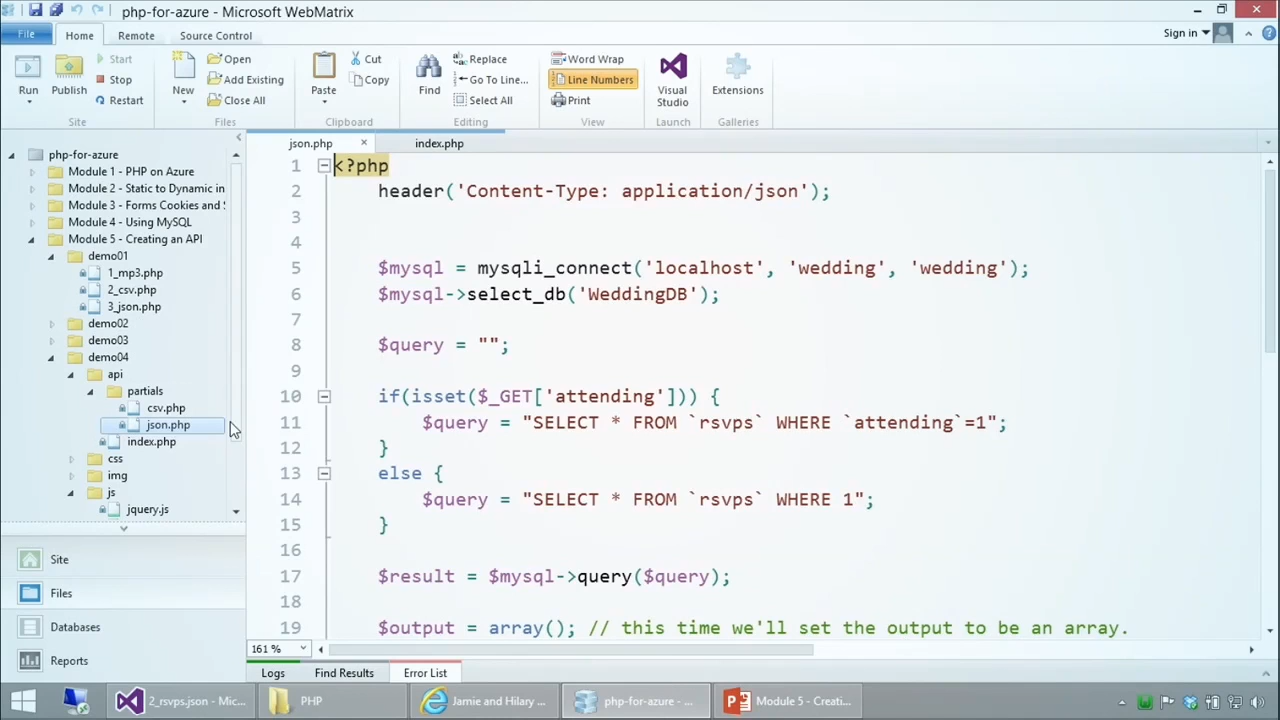 php-for-azure - Microsoft WebMatrix
File
Home
Remote
Source Control
Sign in
Run
Publish
Start
Stop
Restart
Site
New
Open
Add Existing
Close All
Files
Paste
Cut
Copy
Clipboard
Find
Replace
Go To Line...
Select All
Editing
Word Wrap
Line Numbers
Print
View
Visual
Studio
Launch
Extensions
Galleries
php-for-azure
Module 1 - PHP on Azure
Module 2 - Static to Dynamic in
Module 3 - Forms Cookies and S
Module 4 - Using MySQL
Module 5 - Creating an API
demo01
1_mp3.php
2_csv.php
3_json.php
demo02
demo03
demo04
api
partials
csv.php
json.php
index.php
css
img
js
jquery.js
Site
Files
Databases
Reports
json.php
index.php
1 <?php
2 header('Content-Type: application/json');
3
4
5 $mysql = mysqli_connect('localhost', 'wedding', 'wedding');
6 $mysql->select_db('WeddingDB');
7
8 $query = "";
9
10 if(isset($_GET['attending'])) {
11 $query = "SELECT * FROM `rsvps` WHERE `attending`=1";
12 }
13 else {
14 $query = "SELECT * FROM `rsvps` WHERE 1";
15 }
16
17 $result = $mysql->query($query);
18
19 $output = array(); // this time we'll set the output to be an array.
161 %
Logs
Find Results
Error List
2_rsvps.json - Mic...
PHP
Jamie and Hilary ...
php-for-azure - ...
Module 5 - Creati...